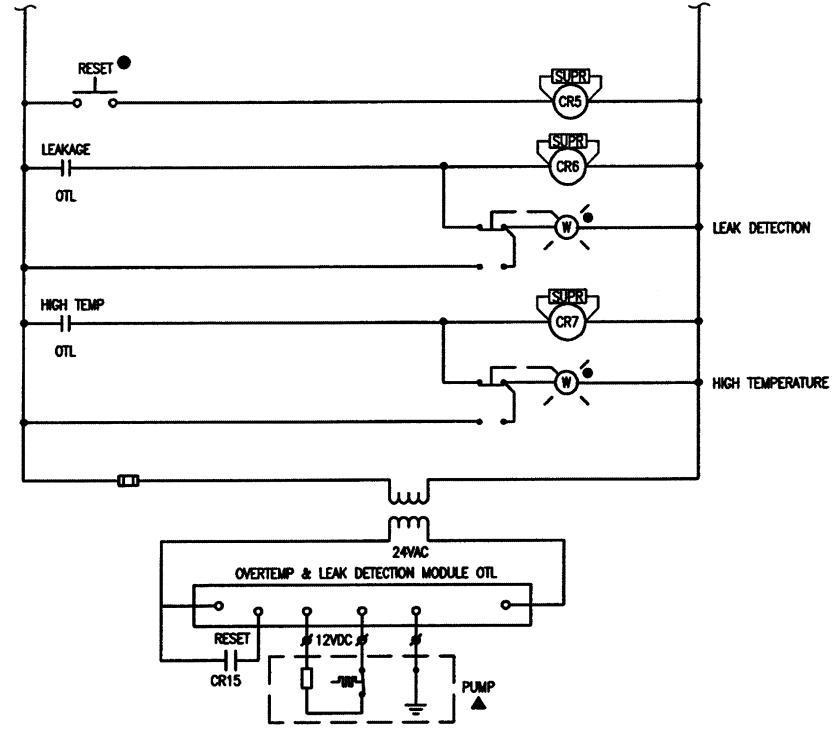 RESET
SUPR
CR5
LEAKAGE
SUPR
CR6
OTL
W
LEAK DETECTION
HIGH TEMP
SUPR
CR7
OTL
W
HIGH TEMPERATURE
24VAC
OVERTEMP & LEAK DETECTION MODULE OTL
RESET
12VDC
CR15
PUMP